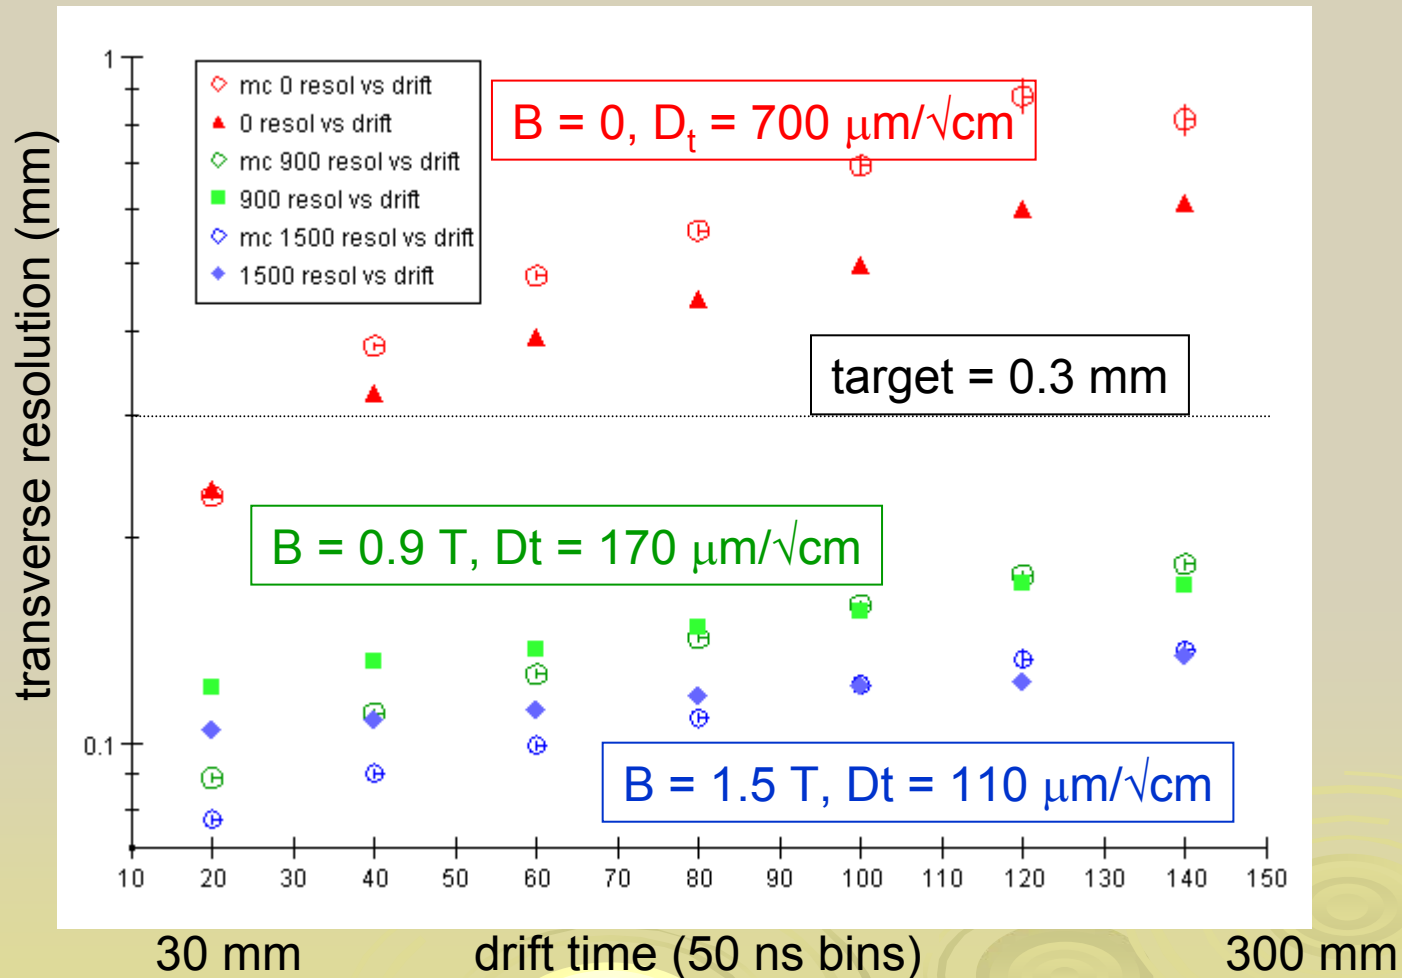 1
mc 0 resol vs drift
0 resol vs drift
mc 900 resol vs drift
900 resol vs drift
mc 1500 resol vs drift
1500 resol vs drift
B = 0, Dt = 700 μm/√cm
target = 0.3 mm
B = 0.9 T, Dt = 170 μm/√cm
B = 1.5 T, Dt = 110 μm/√cm
transverse resolution (mm)
0.1
10 20 30 40 50 60 70 80 90 100 110 120 130 140 150
30 mm drift time (50 ns bins) 300 mm